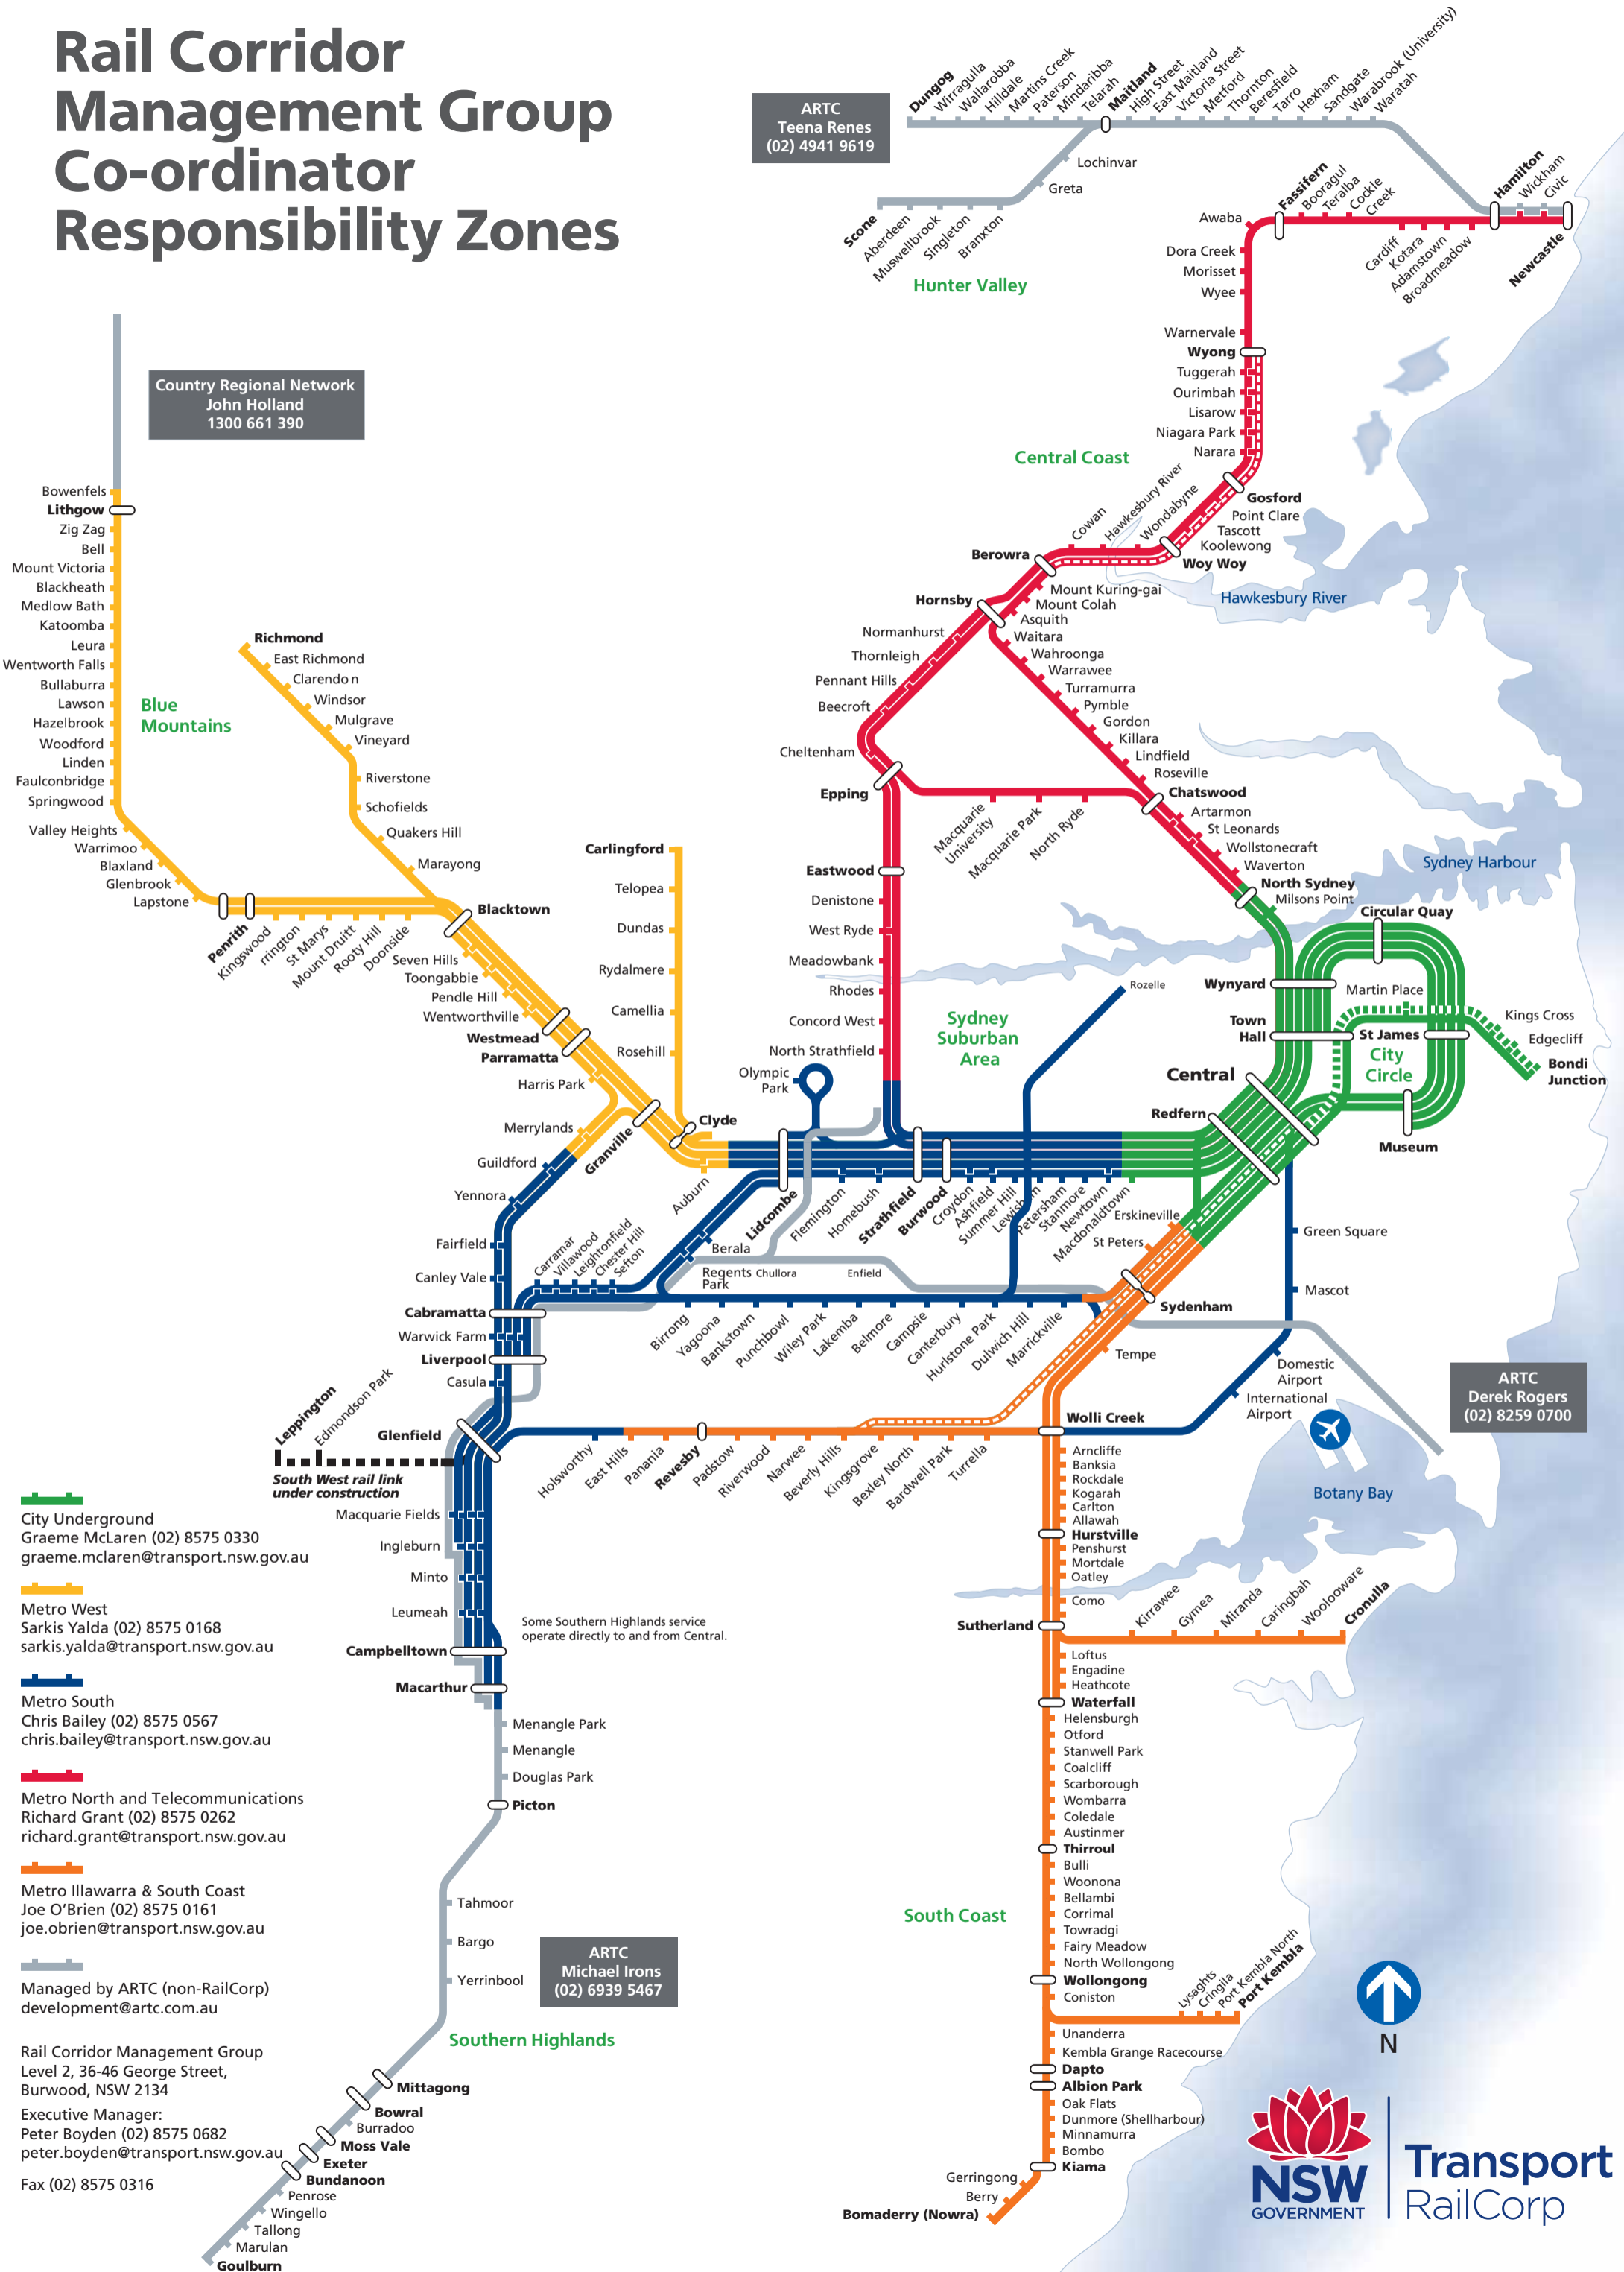 Rail Corridor
Management Group
Co-ordinator
Responsibility Zones
ARTC
Teena Renes
(02) 4941 9619
Dungog
Wirragulla
Wallarobba
Hilldale
Martins Creek
Paterson
Mindaribba
Telarah
Maitland
High Street
East Maitland
Victoria Street
Metford
Thornton
Beresfield
Tarro
Hexham
Sandgate
Warabrook (University)
Waratah
Lochinvar
Greta
Scone
Aberdeen
Muswellbrook
Singleton
Branxton
Hunter Valley
Hamilton
Wickham
Civic
Newcastle
Fassifern
Booragul
Teralba
Cockle
Creek
Cardiff
Kotara
Adamstown
Broadmeadow
Awaba
Dora Creek
Morisset
Wyee
Warnervale
Wyong
Tuggerah
Ourimbah
Lisarow
Niagara Park
Narara
Central Coast
Gosford
Point Clare
Tascott
Koolewong
Woy Woy
Wondabyne
Hawkesbury River
Cowan
Berowra
Hawkesbury River
Mount Kuring-gai
Mount Colah
Asquith
Hornsby
Waitara
Wahroonga
Warrawee
Turramurra
Pymble
Gordon
Killara
Lindfield
Roseville
Chatswood
Artarmon
St Leonards
Wollstonecraft
Waverton
North Sydney
Milsons Point
Sydney Harbour
Normanhurst
Thornleigh
Pennant Hills
Beecroft
Cheltenham
Epping
Macquarie
University
Macquarie Park
North Ryde
Eastwood
Denistone
West Ryde
Meadowbank
Rhodes
Concord West
North Strathfield
Olympic
Park
Sydney
Suburban
Area
Rozelle
Country Regional Network
John Holland
1300 661 390
Bowenfels
Lithgow
Zig Zag
Bell
Mount Victoria
Blackheath
Medlow Bath
Katoomba
Leura
Wentworth Falls
Bullaburra
Lawson
Hazelbrook
Woodford
Linden
Faulconbridge
Springwood
Valley Heights
Warrimoo
Blaxland
Glenbrook
Lapstone
Blue
Mountains
Richmond
East Richmond
Clarendo n
Windsor
Mulgrave
Vineyard
Riverstone
Schofields
Quakers Hill
Marayong
Blacktown
Penrith
Kingswood
rrington
St Marys
Mount Druitt
Rooty Hill
Doonside
Seven Hills
Toongabbie
Pendle Hill
Wentworthville
Westmead
Parramatta
Harris Park
Merrylands
Granville
Carlingford
Telopea
Dundas
Rydalmere
Camellia
Rosehill
Clyde
Auburn
Lidcombe
Flemington
Homebush
Strathfield
Burwood
Croydon
Ashfield
Summer Hill
Lewisham
Petersham
Stanmore
Newtown
Macdonaldtown
Circular Quay
Wynyard
Martin Place
Town
Hall
St James
City
Circle
Kings Cross
Edgecliff
Bondi
Junction
Central
Redfern
Museum
Erskineville
St Peters
Sydenham
Tempe
Green Square
Mascot
Domestic
Airport
International
Airport
Wolli Creek
Botany Bay
ARTC
Derek Rogers
(02) 8259 0700
Guildford
Yennora
Fairfield
Canley Vale
Cabramatta
Warwick Farm
Liverpool
Casula
Glenfield
Carramar
Villawood
Leightonfield
Chester Hill
Sefton
Berala
Regents
Park
Chullora
Enfield
Birrong
Yagoona
Bankstown
Punchbowl
Wiley Park
Lakemba
Belmore
Campsie
Canterbury
Hurlstone Park
Dulwich Hill
Marrickville
Leppington
Edmondson Park
South West rail link
under construction
Holsworthy
East Hills
Panania
Revesby
Padstow
Riverwood
Narwee
Beverly Hills
Kingsgrove
Bexley North
Bardwell Park
Turrella
Macquarie Fields
Ingleburn
Minto
Leumeah
Campbelltown
Macarthur
Some Southern Highlands service
operate directly to and from Central.
Menangle Park
Menangle
Douglas Park
Picton
Tahmoor
Bargo
Yerrinbool
ARTC
Michael Irons
(02) 6939 5467
Southern Highlands
Mittagong
Bowral
Burradoo
Moss Vale
Exeter
Bundanoon
Penrose
Wingello
Tallong
Marulan
Goulburn
Arncliffe
Banksia
Rockdale
Kogarah
Carlton
Allawah
Hurstville
Penshurst
Mortdale
Oatley
Como
Sutherland
Kirrawee
Gymea
Miranda
Caringbah
Woolooware
Cronulla
Loftus
Engadine
Heathcote
Waterfall
Helensburgh
Otford
Stanwell Park
Coalcliff
Scarborough
Wombarra
Coledale
Austinmer
Thirroul
Bulli
Woonona
Bellambi
Corrimal
Towradgi
Fairy Meadow
North Wollongong
Wollongong
Coniston
South Coast
Lysaghts
Cringila
Port Kembla North
Port Kembla
Unanderra
Kembla Grange Racecourse
Dapto
Albion Park
Oak Flats
Dunmore (Shellharbour)
Minnamurra
Bombo
Kiama
Gerringong
Berry
Bomaderry (Nowra)
City Underground
Graeme McLaren (02) 8575 0330
graeme.mclaren@transport.nsw.gov.au
Metro West
Sarkis Yalda (02) 8575 0168
sarkis.yalda@transport.nsw.gov.au
Metro South
Chris Bailey (02) 8575 0567
chris.bailey@transport.nsw.gov.au
Metro North and Telecommunications
Richard Grant (02) 8575 0262
richard.grant@transport.nsw.gov.au
Metro Illawarra & South Coast
Joe O'Brien (02) 8575 0161
joe.obrien@transport.nsw.gov.au
Managed by ARTC (non-RailCorp)
development@artc.com.au
Rail Corridor Management Group
Level 2, 36-46 George Street,
Burwood, NSW 2134
Executive Manager:
Peter Boyden (02) 8575 0682
peter.boyden@transport.nsw.gov.au
Fax (02) 8575 0316
N
NSW
GOVERNMENT
Transport
RailCorp